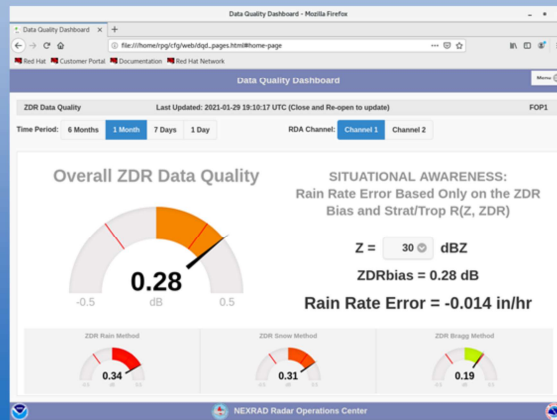 Data Quality Dashboard - Mozilla Firefox
Data Quality Dashboard
file:///home/rpg/cfg/web/dqd_pages.html#home-page
Red Hat Customer Portal Documentation Red Hat Network
Data Quality Dashboard
Menu
ZDR Data Quality Last Updated: 2021-01-29 19:10:17 UTC (Close and Re-open to update) FOP1
Time Period: 6 Months 1 Month 7 Days 1 Day RDA Channel: Channel 1 Channel 2
Overall ZDR Data Quality
0.28
-0.5 dB 0.5
SITUATIONAL AWARENESS:
Rain Rate Error Based Only on the ZDR
Bias and Strat/Trop R(Z, ZDR)
Z = 30 dBZ
ZDRbias = 0.28 dB
Rain Rate Error = -0.014 in/hr
ZDR Rain Method ZDR Snow Method ZDR Bragg Method
0.34 0.31 0.19
NEXRAD Radar Operations Center